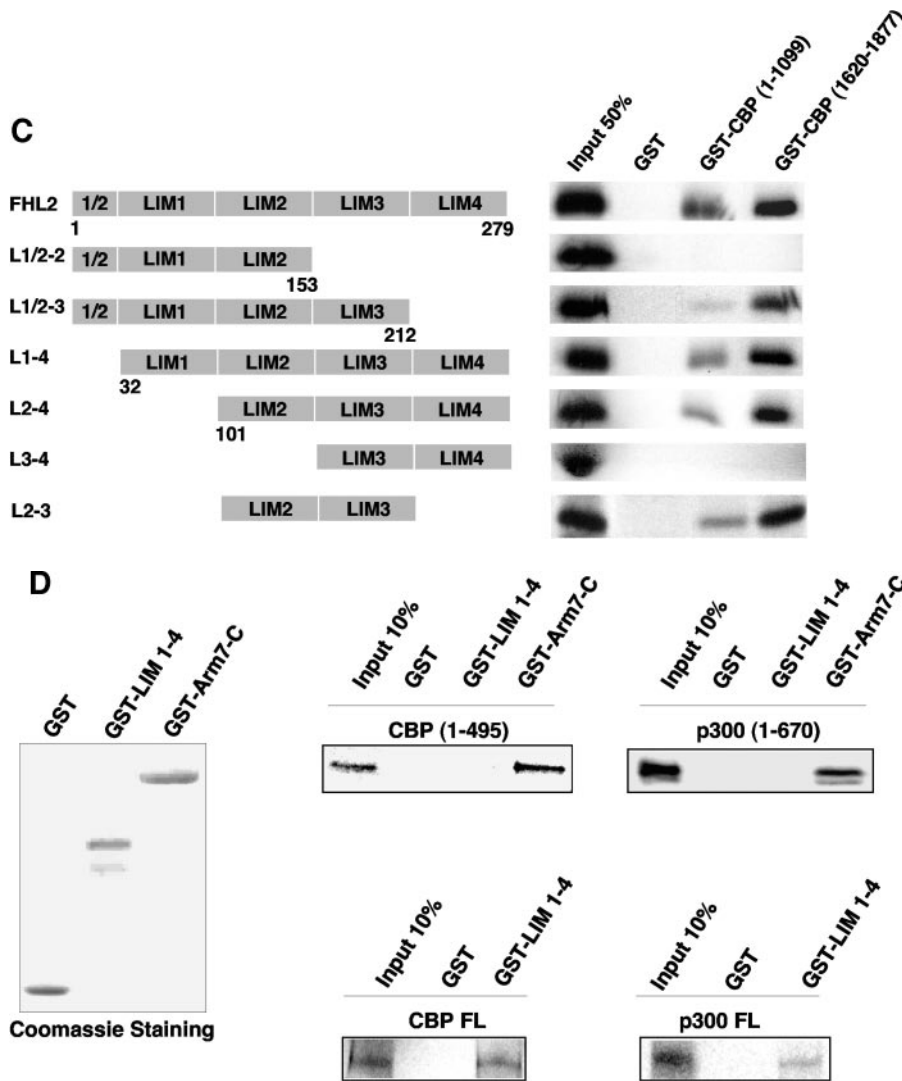 C
Input 50%
GST
GST-CBP (1-1099)
GST-CBP (1620-1877)
FHL2
1/2 LIM1 LIM2 LIM3 LIM4
1 279
L1/2-2
1/2 LIM1 LIM2
153
L1/2-3
1/2 LIM1 LIM2 LIM3
212
L1-4
LIM1 LIM2 LIM3 LIM4
32
L2-4
LIM2 LIM3 LIM4
101
L3-4
LIM3 LIM4
L2-3
LIM2 LIM3
D
GST
GST-LIM 1-4
GST-Arm7-C
Coomassie Staining
Input 10%
GST
GST-LIM 1-4
GST-Arm7-C
CBP (1-495)
Input 10%
GST
GST-LIM 1-4
GST-Arm7-C
p300 (1-670)
Input 10%
GST
GST-LIM 1-4
CBP FL
Input 10%
GST
GST-LIM 1-4
p300 FL